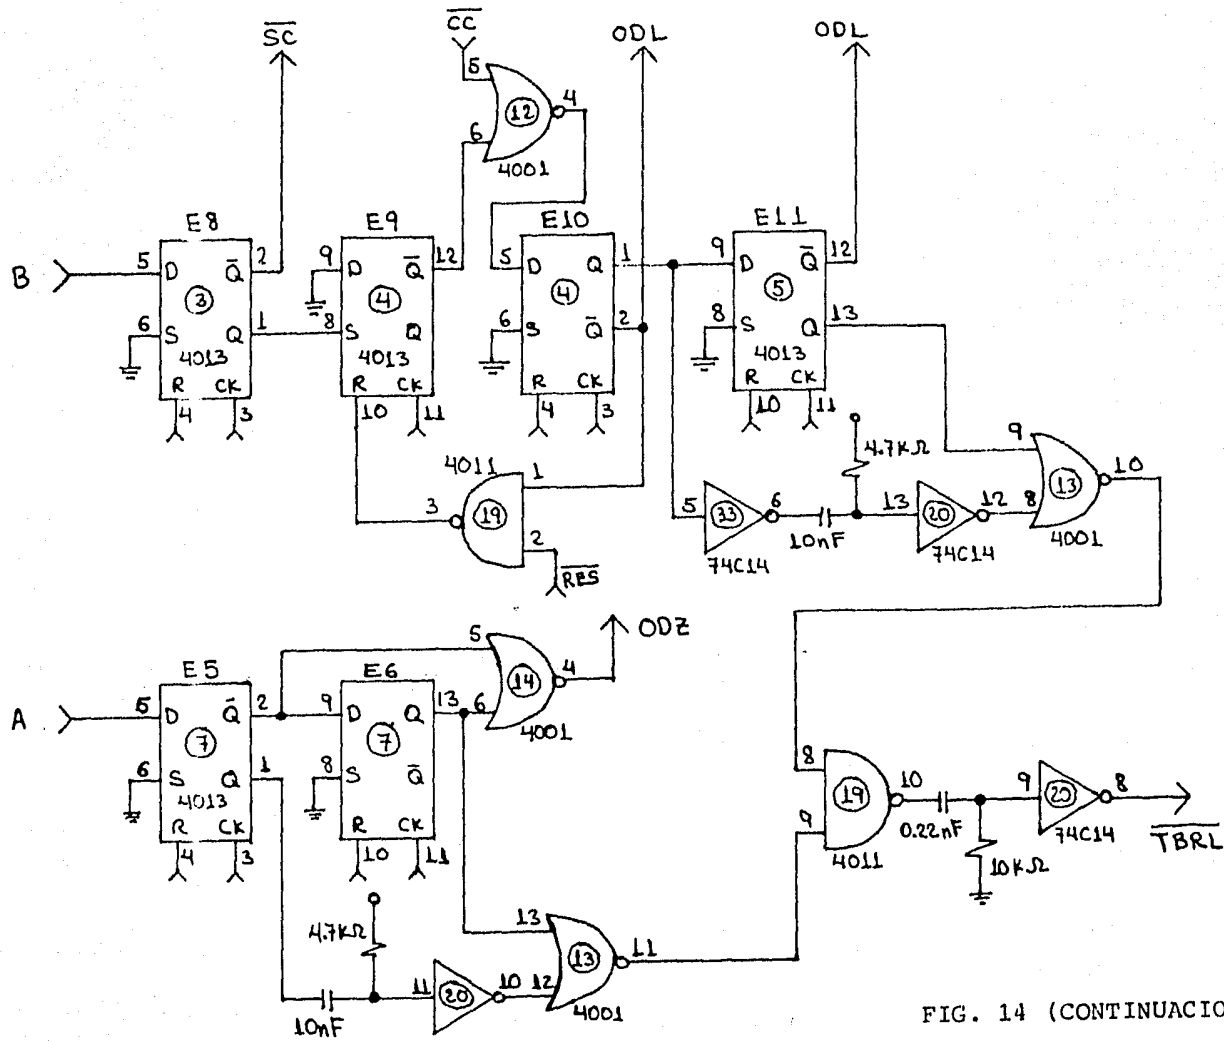 SC
CC
ODL
ODL
5
12
4
6
4001
E8
E9
E10
E11
B
5
D
Q
2
3
6
S
Q
1
4013
R
CK
4
3
9
D
Q
12
4
8
S
Q
4013
R
CK
10
11
5
D
Q
1
4
6
S
Q
2
R
CK
4
3
9
D
Q
12
5
8
S
Q
13
4013
R
CK
10
11
4011
1
3
19
2
RES
5
33
6
74C14
10nF
4.7KΩ
13
20
12
74C14
9
8
13
10
4001
E5
E6
A
5
D
Q
2
7
6
S
Q
1
4013
R
CK
4
3
9
D
Q
13
7
8
S
Q
R
CK
10
11
5
14
4
6
4001
ODZ
4.7KΩ
10nF
11
20
10
13
12
13
11
4001
8
19
10
9
4011
0.22nF
10KΩ
9
20
8
74C14
TBRL
FIG. 14 (CONTINUACIO